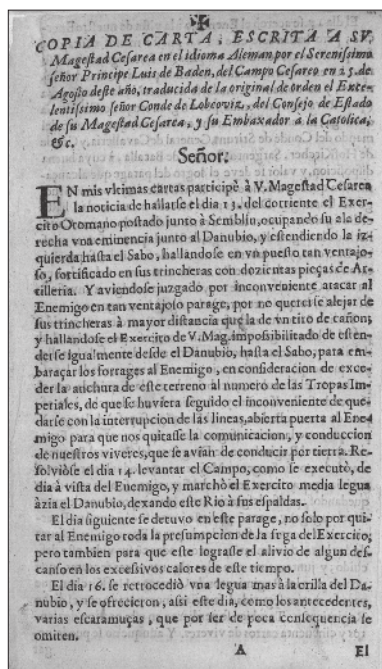 COPIA DE CARTA, ESCRITA A SV
Magestad Cesarea en el idioma Aleman por el Serenissimo
señor Principe Luis de Baden, del Campo Cesareo en 25. de
Agosto deste año, traducida de la original de orden el Exce-
lentissimo señor Conde de Lobcoviz, del Consejo de Estado
de su Magestad Cesarea, y su Embaxador à la Catolica,
&c.
Señor:
EN mis vltimas cartas participè à V. Magestad Cesarea
la noticia de hallarse el dia 13. del corriente el Exer-
cito Otomano postado junto à Semblin, ocupando su ala de-
recha vna eminencia junto al Danubio, y estendiendo la iz-
quierda hasta el Sabo, hallandose en vn puesto tan ventajo-
so, fortificado en sus trincheras con dozientas pieças de Ar-
tilleria. Y aviendose juzgado por inconveniente atacar al
Enemigo en tan ventajoso parage, por no querer se alejar de
sus trincheras à mayor distancia que la de vn tiro de cañon;
y hallandose el Exercito de V. Mag. impossibilitado de esten-
derse igualmente desde el Danubio, hasta el Sabo, para em-
baraçar los forrages al Enemigo, en consideracion de exce-
der la anchura de este terreno al numero de las Tropas Im-
periales, de que se huviera seguido el inconveniente de que-
darse con la interrupcion de las lineas, abierta puerta al Ene-
migo para que nos quitasse la comunicacion, y conduccion
de nuestros viveres, que se avian de conducir por tierra. Re-
solviòse el dia 14. levantar el Campo, como se executò, de
dia à vista del Enemigo, y marchò el Exercito media legua
àzia el Danubio, dexando este Rio à sus espaldas.
El dia siguiente se detuvo en este parage, no solo por qui-
tar al Enemigo toda la presumpcion de la fuga del Exercito;
pero tambien para que este lograsse el alivio de algun des-
canso en los excessivos calores de este tiempo.
El dia 16. se retrocediò vna legua mas à la orilla del Da-
nubio, y se ofrecieron, assi este dia, como los antecedentes,
varias escaramuças, que por ser de poca consequencia se
omiten.
A El